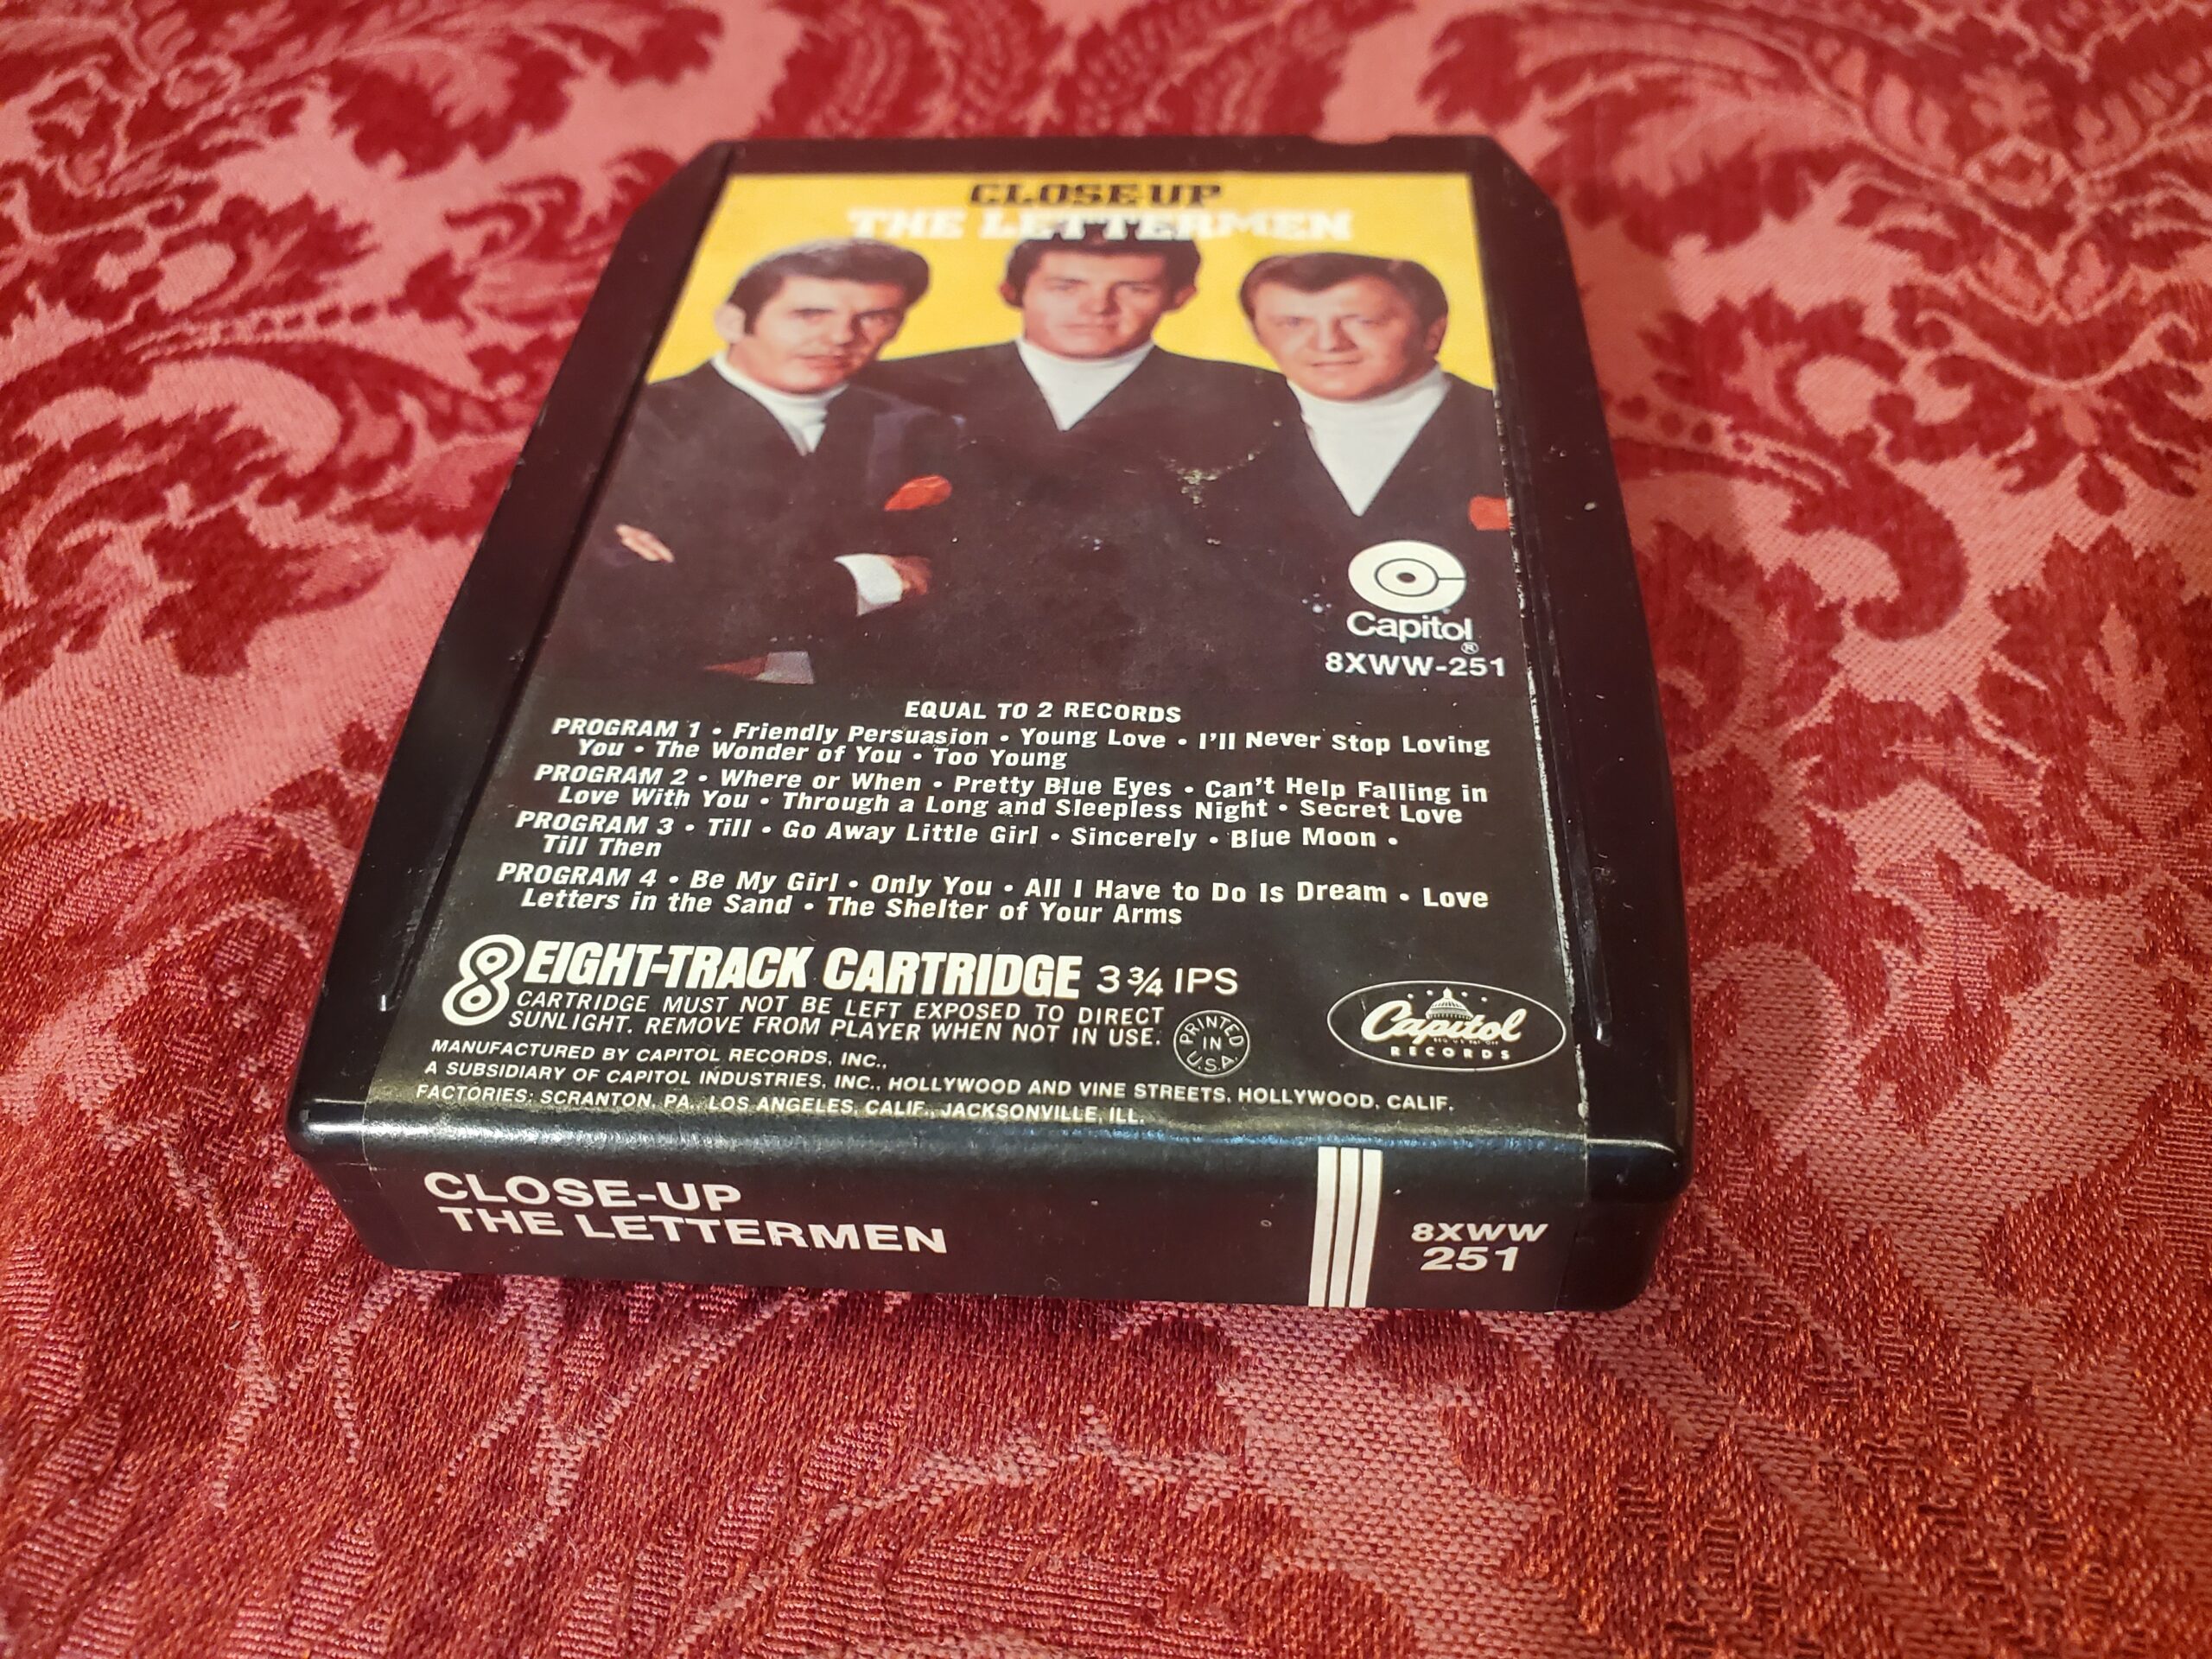 CLOSE-UP
THE LETTERMEN
Capitol
®
8XWW-251
EQUAL TO 2 RECORDS
PROGRAM 1 • Friendly Persuasion • Young Love • I'll Never Stop Loving
You • The Wonder of You • Too Young
PROGRAM 2 • Where or When • Pretty Blue Eyes • Can't Help Falling in
Love With You • Through a Long and Sleepless Night • Secret Love
PROGRAM 3 • Till • Go Away Little Girl • Sincerely • Blue Moon •
Till Then
PROGRAM 4 • Be My Girl • Only You • All I Have to Do Is Dream • Love
Letters in the Sand • The Shelter of Your Arms
8 EIGHT-TRACK CARTRIDGE 3¾ IPS
CARTRIDGE MUST NOT BE LEFT EXPOSED TO DIRECT
SUNLIGHT. REMOVE FROM PLAYER WHEN NOT IN USE.
PRINTED
IN
U.S.A.
Capitol
RECORDS
MANUFACTURED BY CAPITOL RECORDS, INC.,
A SUBSIDIARY OF CAPITOL INDUSTRIES, INC., HOLLYWOOD AND VINE STREETS, HOLLYWOOD, CALIF.
FACTORIES: SCRANTON, PA. LOS ANGELES, CALIF., JACKSONVILLE, ILL.
CLOSE-UP
THE LETTERMEN
8XWW
251